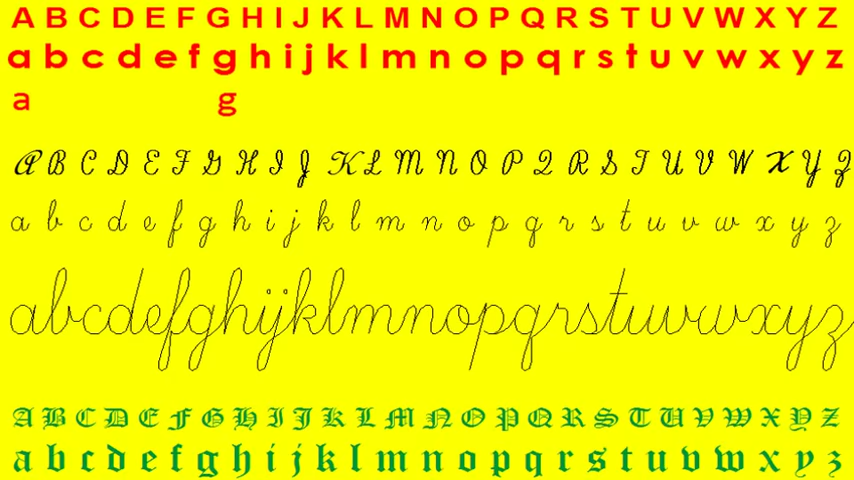 A B C D E F G H I J K L M N O P Q R S T U V W X Y Z
a b c d e f g h i j k l m n o p q r s t u v w x y z
a g
A B C D E F G H I J K L M N O P Q R S T U V W X Y Z
a b c d e f g h i j k l m n o p q r s t u v w x y z
abcdefghijklmnopqrstuvwxyz
A B C D E F G H I J K L M N O P Q R S T U V W X Y Z
a b c d e f g h i j k l m n o p q r s t u v w x y z